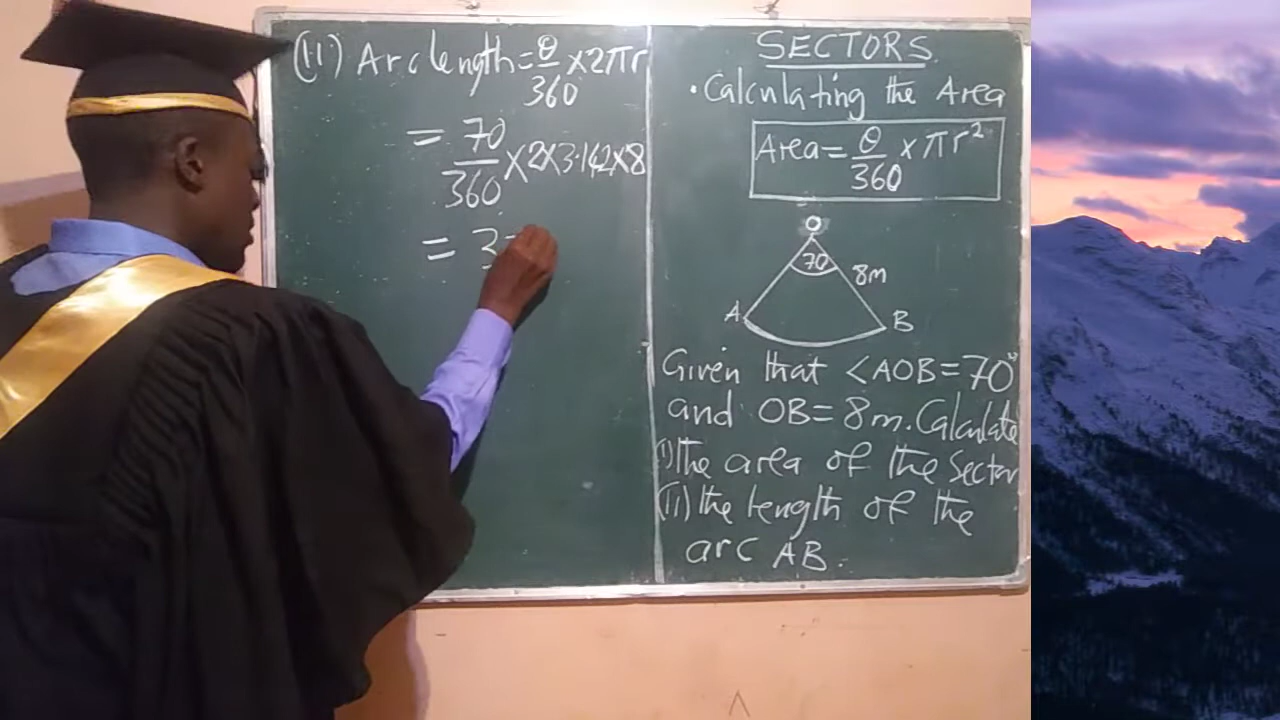 (ii) Arc length = θ/360 × 2πr
= 70/360 × 2 × 3.142 × 8
= 3
SECTORS
• Calculating the Area
Area = θ/360 × πr²
O
70
8m
A B
Given that <AOB = 70°
and OB = 8m. Calculate
(i) the area of the Sector
(ii) the length of the
arc AB.